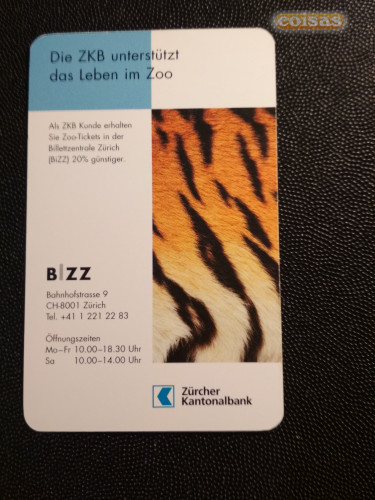 coisas
Die ZKB unterstützt
das Leben im Zoo
Als ZKB Kunde erhalten
Sie Zoo-Tickets in der
Billettzentrale Zürich
(BiZZ) 20% günstiger.
BiZZ
Bahnhofstrasse 9
CH-8001 Zürich
Tel. +41 1 221 22 83
Öffnungszeiten
Mo–Fr 10.00–18.30 Uhr
Sa 10.00–14.00 Uhr
Zürcher
Kantonalbank